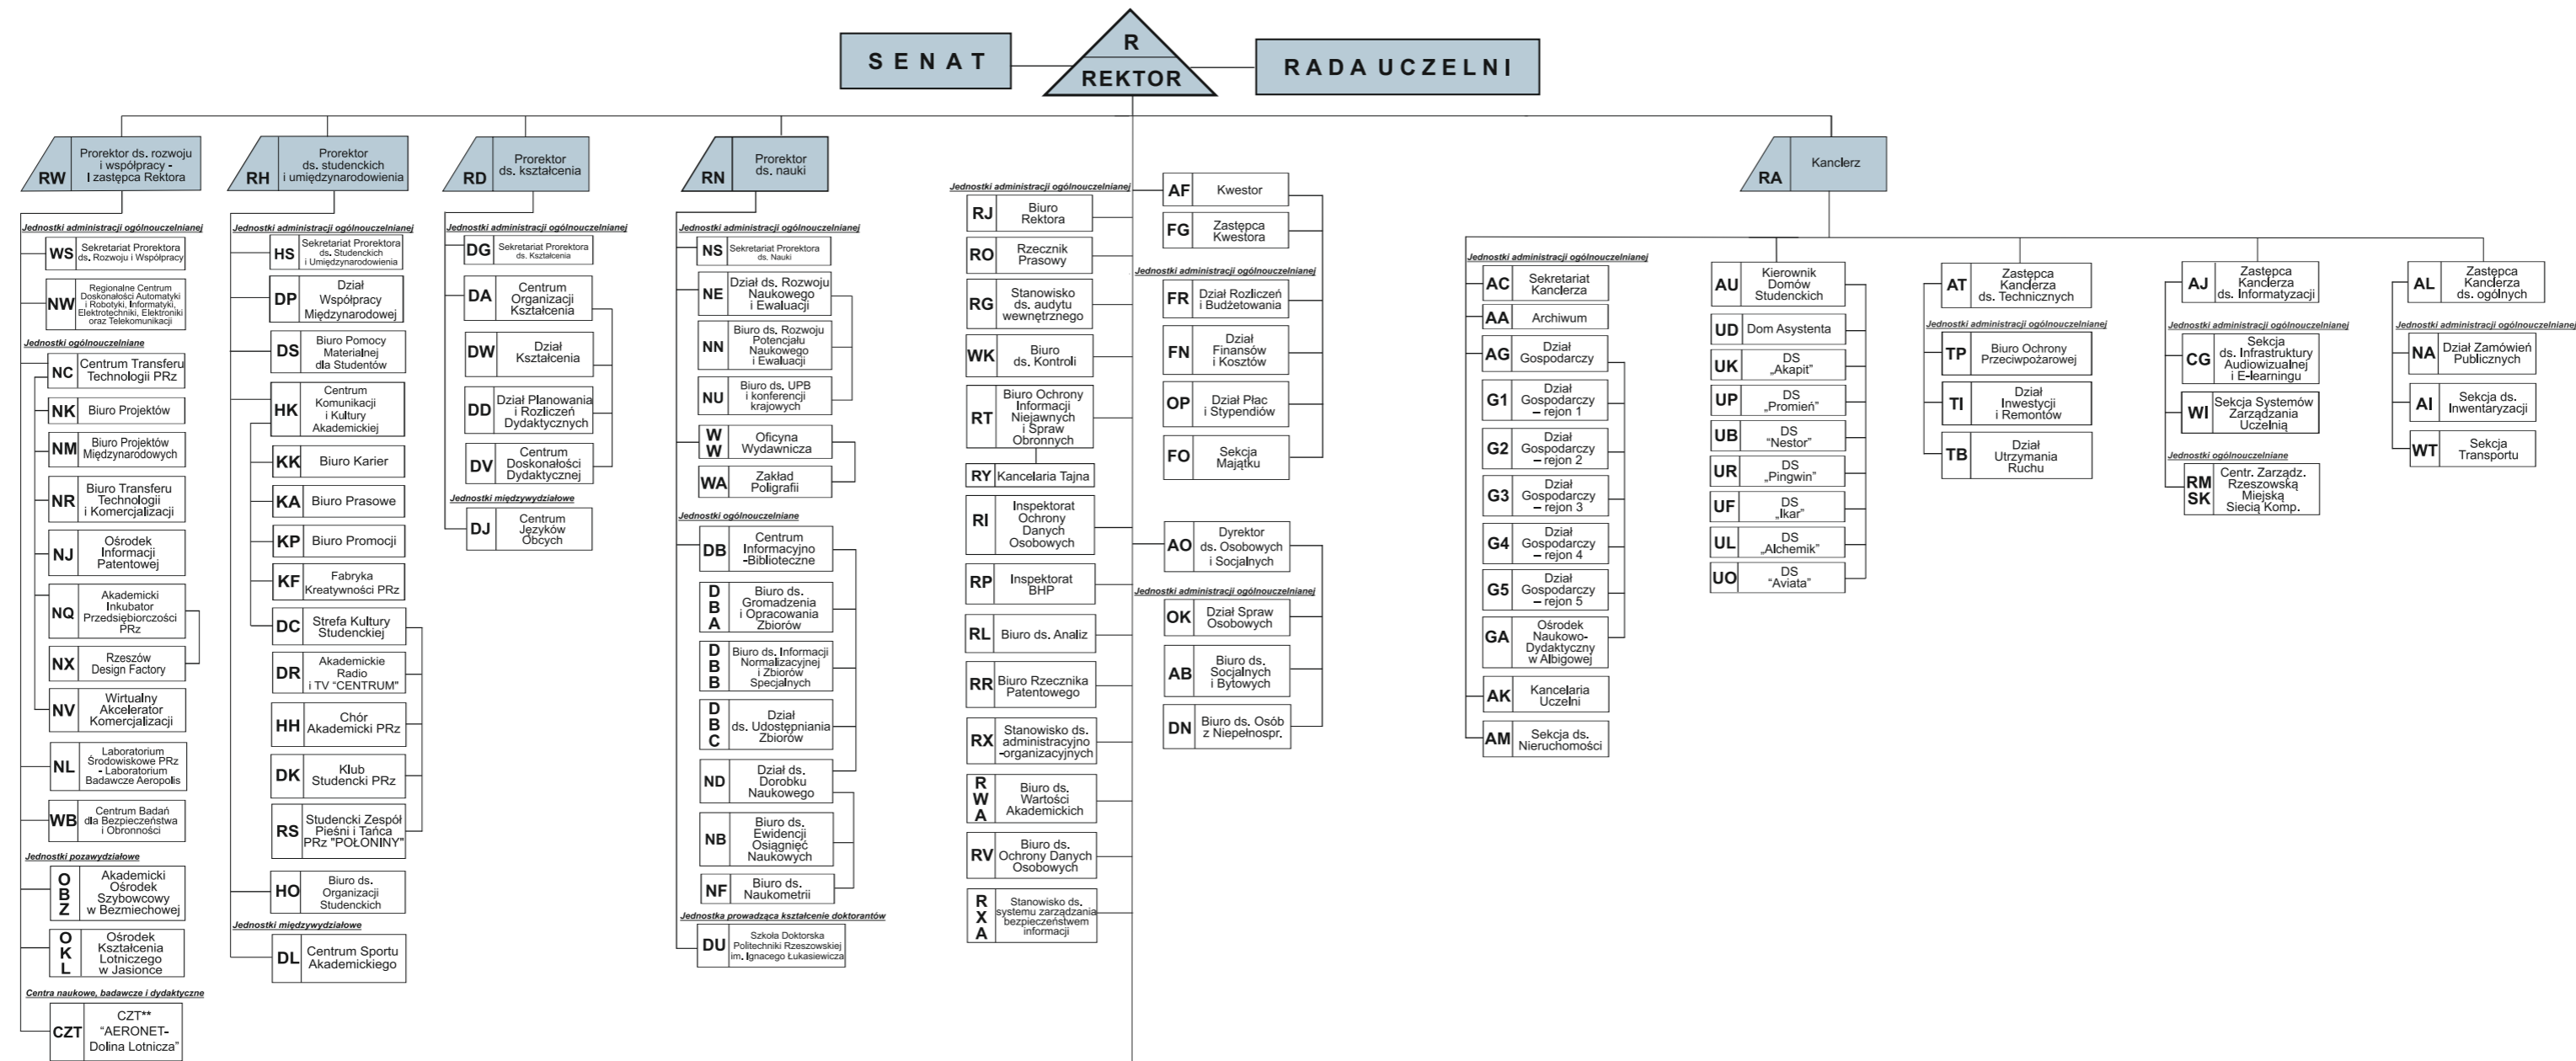 S E N A T
R
REKTOR
RADA UCZELNI
RW
Prorektor ds. rozwoju
i współpracy -
I zastępca Rektora
Jednostki administracji ogólnouczelnianej
WS
Sekretariat Prorektora
ds. Rozwoju i Współpracy
NW
Regionalne Centrum
Doskonałości Automatyki
i Robotyki, Informatyki,
Elektrotechniki, Elektroniki
oraz Telekomunikacji
Jednostki ogólnouczelniane
NC
Centrum Transferu
Technologii PRz
NK
Biuro Projektów
NM
Biuro Projektów
Międzynarodowych
NR
Biuro Transferu
Technologii
i Komercjalizacji
NJ
Ośrodek
Informacji
Patentowej
NQ
Akademicki
Inkubator
Przedsiębiorczości
PRz
NX
Rzeszów
Design Factory
NV
Wirtualny
Akcelerator
Komercjalizacji
NL
Laboratorium
Środowiskowe PRz
- Laboratorium
Badawcze Aeropolis
WB
Centrum Badań
dla Bezpieczeństwa
i Obronności
Jednostki pozawydziałowe
O
B
Z
Akademicki
Ośrodek
Szybowcowy
w Bezmiechowej
O
K
L
Ośrodek
Kształcenia
Lotniczego
w Jasionce
Centra naukowe, badawcze i dydaktyczne
CZT
CZT**
"AERONET-
Dolina Lotnicza"
RH
Prorektor
ds. studenckich
i umiędzynarodowienia
Jednostki administracji ogólnouczelnianej
HS
Sekretariat Prorektora
ds. Studenckich
i Umiędzynarodowienia
DP
Dział
Współpracy
Międzynarodowej
DS
Biuro Pomocy
Materialnej
dla Studentów
HK
Centrum
Komunikacji
i Kultury
Akademickiej
KK
Biuro Karier
KA
Biuro Prasowe
KP
Biuro Promocji
KF
Fabryka
Kreatywności PRz
DC
Strefa Kultury
Studenckiej
DR
Akademickie
Radio
i TV "CENTRUM"
HH
Chór
Akademicki PRz
DK
Klub
Studencki PRz
RS
Studencki Zespół
Pieśni i Tańca
PRz "POŁONINY"
HO
Biuro ds.
Organizacji
Studenckich
Jednostki międzywydziałowe
DL
Centrum Sportu
Akademickiego
RD
Prorektor
ds. kształcenia
Jednostki administracji ogólnouczelnianej
DG
Sekretariat Prorektora
ds. Kształcenia
DA
Centrum
Organizacji
Kształcenia
DW
Dział
Kształcenia
DD
Dział Planowania
i Rozliczeń
Dydaktycznych
DV
Centrum
Doskonałości
Dydaktycznej
Jednostki międzywydziałowe
DJ
Centrum
Języków
Obcych
RN
Prorektor
ds. nauki
Jednostki administracji ogólnouczelnianej
NS
Sekretariat Prorektora
ds. Nauki
NE
Dział ds. Rozwoju
Naukowego
i Ewaluacji
NN
Biuro ds. Rozwoju
Potencjału
Naukowego
i Ewaluacji
NU
Biuro ds. UPB
i konferencji
krajowych
W
W
Oficyna
Wydawnicza
WA
Zakład
Poligrafii
Jednostki ogólnouczelniane
DB
Centrum
Informacyjno
-Biblioteczne
D
B
A
Biuro ds.
Gromadzenia
i Opracowania
Zbiorów
D
B
B
Biuro ds. Informacji
Normalizacyjnej
i Zbiorów
Specjalnych
D
B
C
Dział
ds. Udostępniania
Zbiorów
ND
Dział ds.
Dorobku
Naukowego
NB
Biuro ds.
Ewidencji
Osiągnięć
Naukowych
NF
Biuro ds.
Naukometrii
Jednostka prowadząca kształcenie doktorantów
DU
Szkoła Doktorska
Politechniki Rzeszowskiej
im. Ignacego Łukasiewicza
Jednostki administracji ogólnouczelnianej
RJ
Biuro
Rektora
RO
Rzecznik
Prasowy
RG
Stanowisko
ds. audytu
wewnętrznego
WK
Biuro
ds. Kontroli
RT
Biuro Ochrony
Informacji
Niejawnych
i Spraw
Obronnych
RY
Kancelaria Tajna
RI
Inspektorat
Ochrony
Danych
Osobowych
RP
Inspektorat
BHP
RL
Biuro ds. Analiz
RR
Biuro Rzecznika
Patentowego
RX
Stanowisko ds.
administracyjno
-organizacyjnych
R
W
A
Biuro ds.
Wartości
Akademickich
RV
Biuro ds.
Ochrony Danych
Osobowych
R
X
A
Stanowisko ds.
systemu zarządzania
bezpieczeństwem
informacji
AF
Kwestor
FG
Zastępca
Kwestora
Jednostki administracji ogólnouczelnianej
FR
Dział Rozliczeń
i Budżetowania
FN
Dział
Finansów
i Kosztów
OP
Dział Płac
i Stypendiów
FO
Sekcja
Majątku
AO
Dyrektor
ds. Osobowych
i Socjalnych
Jednostki administracji ogólnouczelnianej
OK
Dział Spraw
Osobowych
AB
Biuro ds.
Socjalnych
i Bytowych
DN
Biuro ds. Osób
z Niepełnospr.
RA
Kanclerz
Jednostki administracji ogólnouczelnianej
AC
Sekretariat
Kanclerza
AA
Archiwum
AG
Dział
Gospodarczy
G1
Dział
Gospodarczy
– rejon 1
G2
Dział
Gospodarczy
– rejon 2
G3
Dział
Gospodarczy
– rejon 3
G4
Dział
Gospodarczy
– rejon 4
G5
Dział
Gospodarczy
– rejon 5
GA
Ośrodek
Naukowo-
Dydaktyczny
w Albigowej
AK
Kancelaria
Uczelni
AM
Sekcja ds.
Nieruchomości
AU
Kierownik
Domów
Studenckich
UD
Dom Asystenta
UK
DS
„Akapit"
UP
DS
„Promień"
UB
DS
"Nestor"
UR
DS
„Pingwin"
UF
DS
„Ikar"
UL
DS
„Alchemik"
UO
DS
"Aviata"
AT
Zastępca
Kanclerza
ds. Technicznych
Jednostki administracji ogólnouczelnianej
TP
Biuro Ochrony
Przeciwpożarowej
TI
Dział
Inwestycji
i Remontów
TB
Dział
Utrzymania
Ruchu
AJ
Zastępca
Kanclerza
ds. Informatyzacji
Jednostki administracji ogólnouczelnianej
CG
Sekcja
ds. Infrastruktury
Audiowizualnej
i E-learningu
WI
Sekcja Systemów
Zarządzania
Uczelnią
Jednostki ogólnouczelniane
RM
SK
Centr. Zarządz.
Rzeszowską
Miejską
Siecią Komp.
AL
Zastępca
Kanclerza
ds. ogólnych
Jednostki administracji ogólnouczelnianej
NA
Dział Zamówień
Publicznych
AI
Sekcja ds.
Inwentaryzacji
WT
Sekcja
Transportu